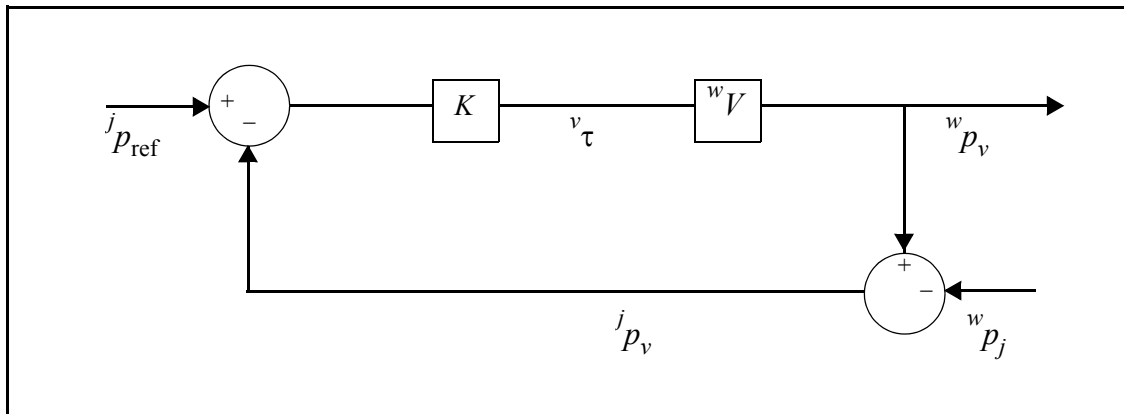 +
−
K
ʷV
ʲp_ref
ᵛτ
ʷp_v
+
−
ʲp_v
ʷp_j